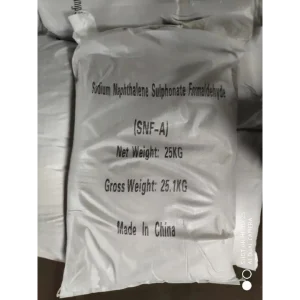 Sodium Naphthalene Sulphonate Formaldehyde
(SNF-A)
Net Weight: 25KG
Gross Weight: 25.1KG
Made In China